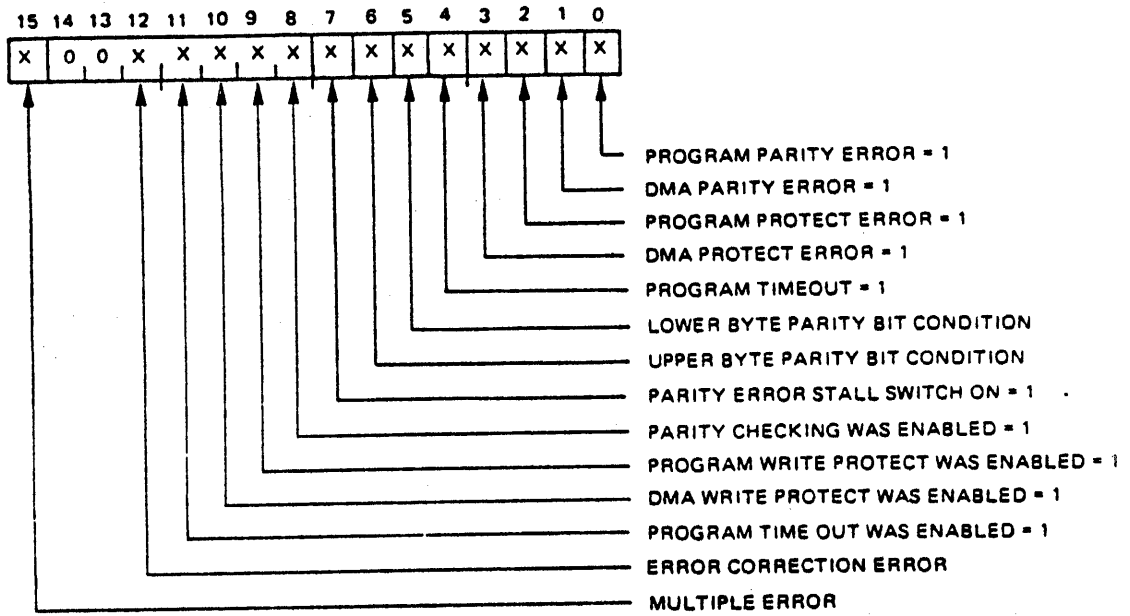 15 14 13 12 11 10 9 8 7 6 5 4 3 2 1 0
X 0 0 X X X X X X X X X X X X X
PROGRAM PARITY ERROR = 1
DMA PARITY ERROR = 1
PROGRAM PROTECT ERROR = 1
DMA PROTECT ERROR = 1
PROGRAM TIMEOUT = 1
LOWER BYTE PARITY BIT CONDITION
UPPER BYTE PARITY BIT CONDITION
PARITY ERROR STALL SWITCH ON = 1
PARITY CHECKING WAS ENABLED = 1
PROGRAM WRITE PROTECT WAS ENABLED = 1
DMA WRITE PROTECT WAS ENABLED = 1
PROGRAM TIME OUT WAS ENABLED = 1
ERROR CORRECTION ERROR
MULTIPLE ERROR